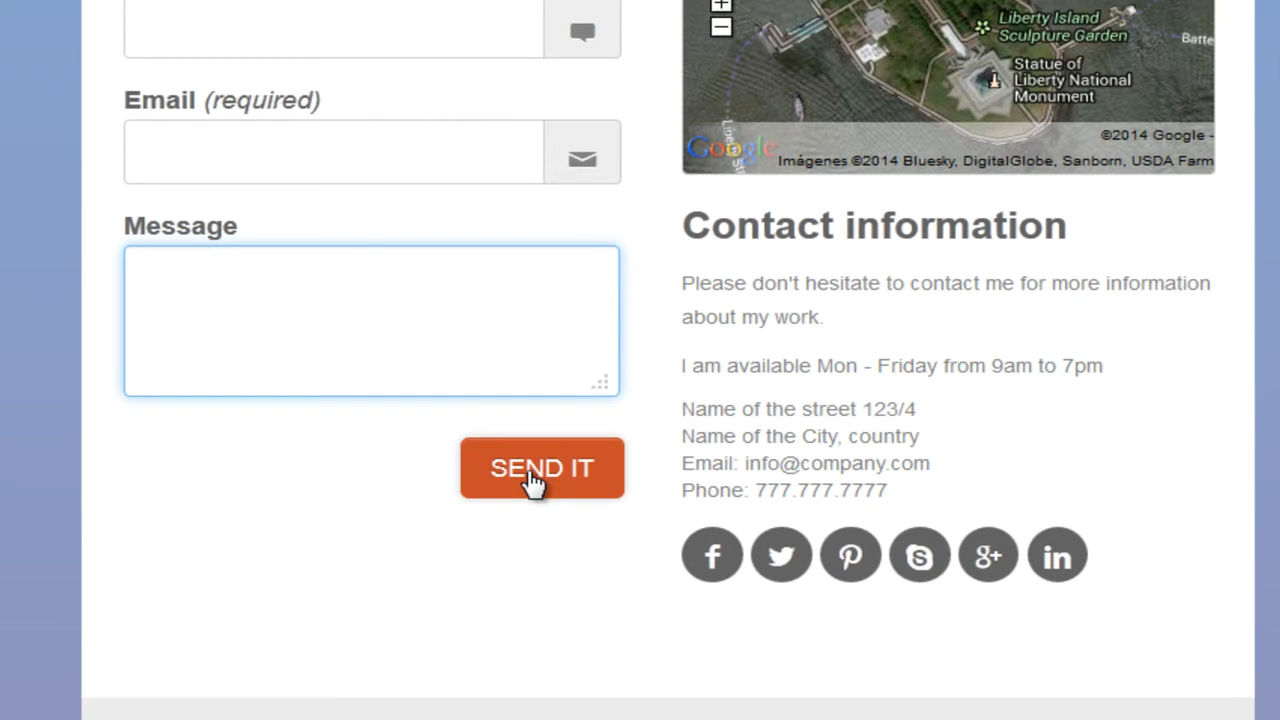 Liberty Island
Sculpture Garden
Statue of
Liberty National
Monument
Google
©2014 Google -
Imágenes ©2014 Bluesky, DigitalGlobe, Sanborn, USDA Farm
Email (required)
Message
SEND IT
Contact information
Please don't hesitate to contact me for more information
about my work.
I am available Mon - Friday from 9am to 7pm
Name of the street 123/4
Name of the City, country
Email: info@company.com
Phone: 777.777.7777